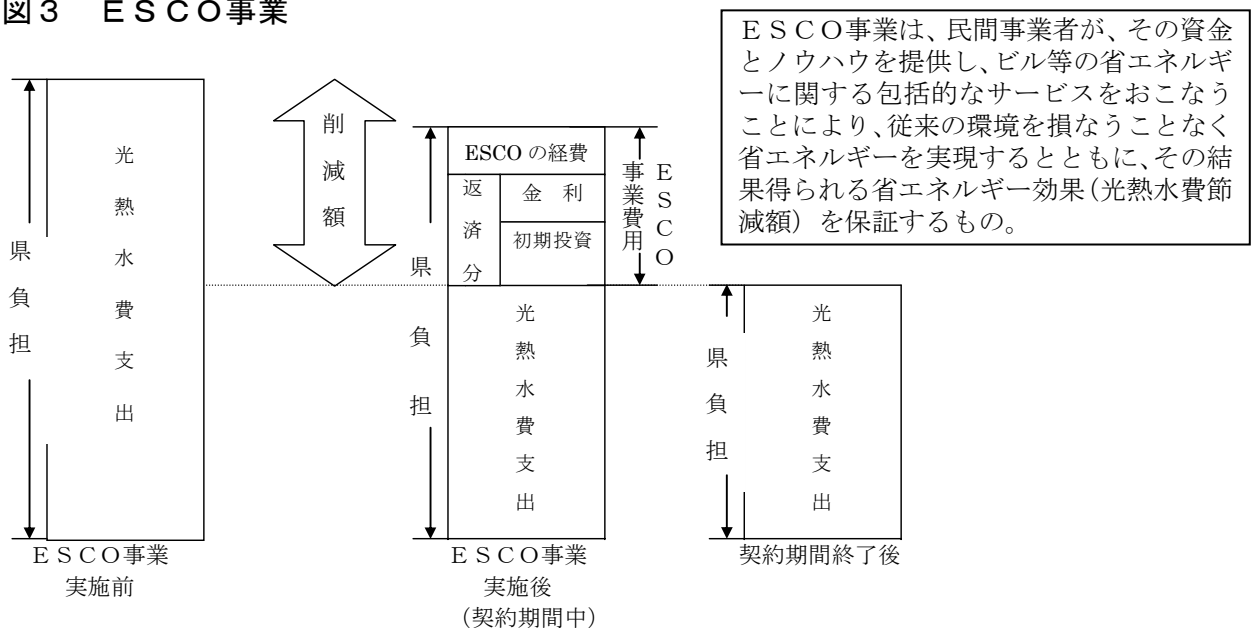 図３　ＥＳＣＯ事業
ＥＳＣＯ事業は、民間事業者が、その資金
とノウハウを提供し、ビル等の省エネルギ
ーに関する包括的なサービスをおこなう
ことにより、従来の環境を損なうことなく
省エネルギーを実現するとともに、その結
果得られる省エネルギー効果（光熱水費節
減額）を保証するもの。
県負担
光熱水費支出
ＥＳＣＯ事業
実施前
削減額
県負担
ESCO の経費
返済分
金　利
初期投資
ＥＳＣＯ
事業費用
光熱水費支出
ＥＳＣＯ事業
実施後
（契約期間中）
県負担
光熱水費支出
契約期間終了後